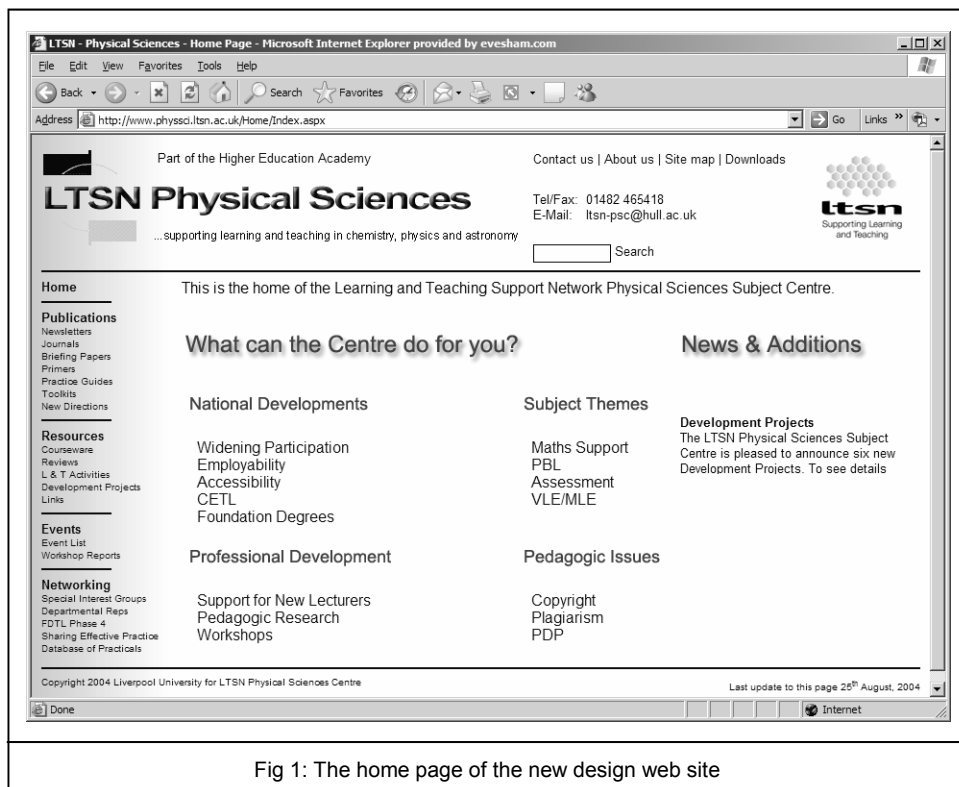 LTSN - Physical Sciences - Home Page - Microsoft Internet Explorer provided by evesham.com
File Edit View Favorites Tools Help
Back Search Favorites
Address http://www.physsci.ltsn.ac.uk/Home/Index.aspx Go Links »
Part of the Higher Education Academy
LTSN Physical Sciences
...supporting learning and teaching in chemistry, physics and astronomy
Contact us | About us | Site map | Downloads
Tel/Fax: 01482 465418
E-Mail: ltsn-psc@hull.ac.uk
Search
ltsn
Supporting Learning
and Teaching
Home
Publications
Newsletters
Journals
Briefing Papers
Primers
Practice Guides
Toolkits
New Directions
Resources
Courseware
Reviews
L & T Activities
Development Projects
Links
Events
Event List
Workshop Reports
Networking
Special Interest Groups
Departmental Reps
FDTL Phase 4
Sharing Effective Practice
Database of Practicals
This is the home of the Learning and Teaching Support Network Physical Sciences Subject Centre.
What can the Centre do for you?
National Developments
Widening Participation
Employability
Accessibility
CETL
Foundation Degrees
Subject Themes
Maths Support
PBL
Assessment
VLE/MLE
Professional Development
Support for New Lecturers
Pedagogic Research
Workshops
Pedagogic Issues
Copyright
Plagiarism
PDP
News & Additions
Development Projects
The LTSN Physical Sciences Subject
Centre is pleased to announce six new
Development Projects. To see details
Copyright 2004 Liverpool University for LTSN Physical Sciences Centre
Last update to this page 25th August, 2004
Done Internet
Fig 1: The home page of the new design web site